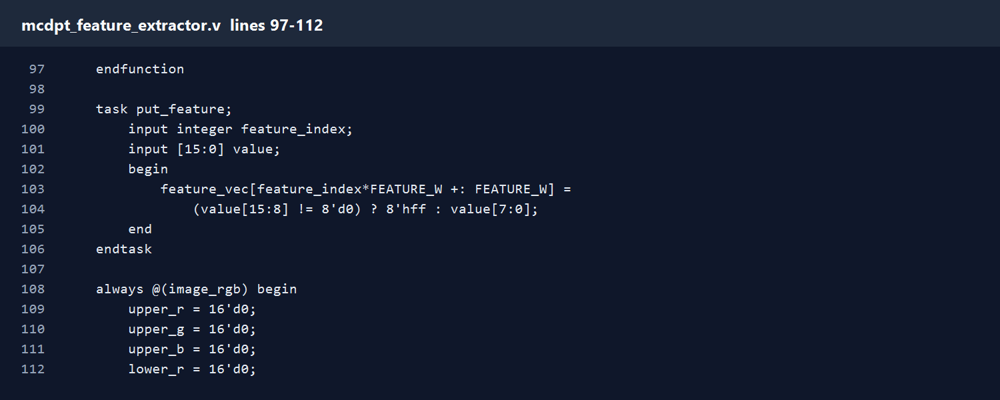 mcdpt_feature_extractor.v  lines 97-112
97 endfunction
98
99 task put_feature;
100 input integer feature_index;
101 input [15:0] value;
102 begin
103 feature_vec[feature_index*FEATURE_W +: FEATURE_W] =
104 (value[15:8] != 8'd0) ? 8'hff : value[7:0];
105 end
106 endtask
107
108 always @(image_rgb) begin
109 upper_r = 16'd0;
110 upper_g = 16'd0;
111 upper_b = 16'd0;
112 lower_r = 16'd0;